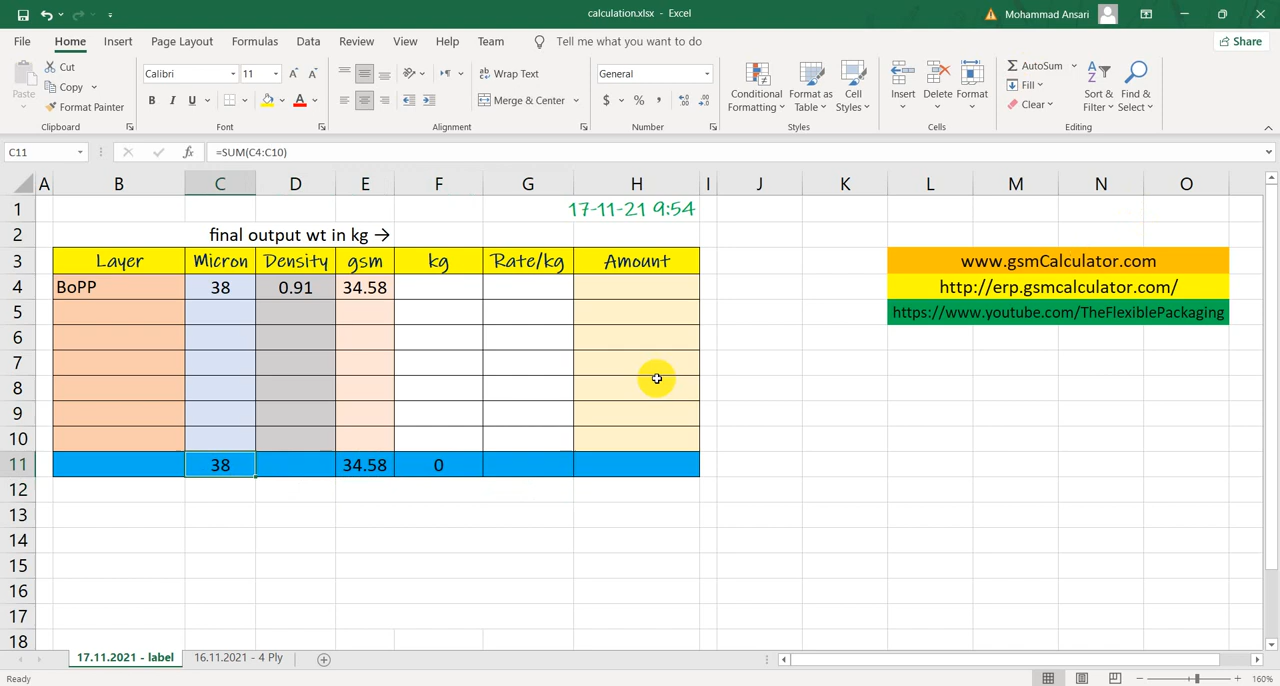 calculation.xlsx - Excel
Mohammad Ansari
File Home Insert Page Layout Formulas Data Review View Help Team Tell me what you want to do Share
Paste
Cut
Copy
Format Painter
Clipboard
Calibri 11
B I U
Font
Wrap Text
Merge & Center
Alignment
General
$ % ,
Number
Conditional Formatting
Format as Table
Cell Styles
Styles
Insert
Delete
Format
Cells
AutoSum
Fill
Clear
Sort & Filter
Find & Select
Editing
C11 fx =SUM(C4:C10)
A B C D E F G H I J K L M N O
1 17-11-21 9:54
2 final output wt in kg →
3 Layer Micron Density gsm kg Rate/kg Amount www.gsmCalculator.com
4 BoPP 38 0.91 34.58 http://erp.gsmcalculator.com/
5 https://www.youtube.com/TheFlexiblePackaging
6
7
8
9
10
11 38 34.58 0
12
13
14
15
16
17
18
17.11.2021 - label 16.11.2021 - 4 Ply
Ready 160%